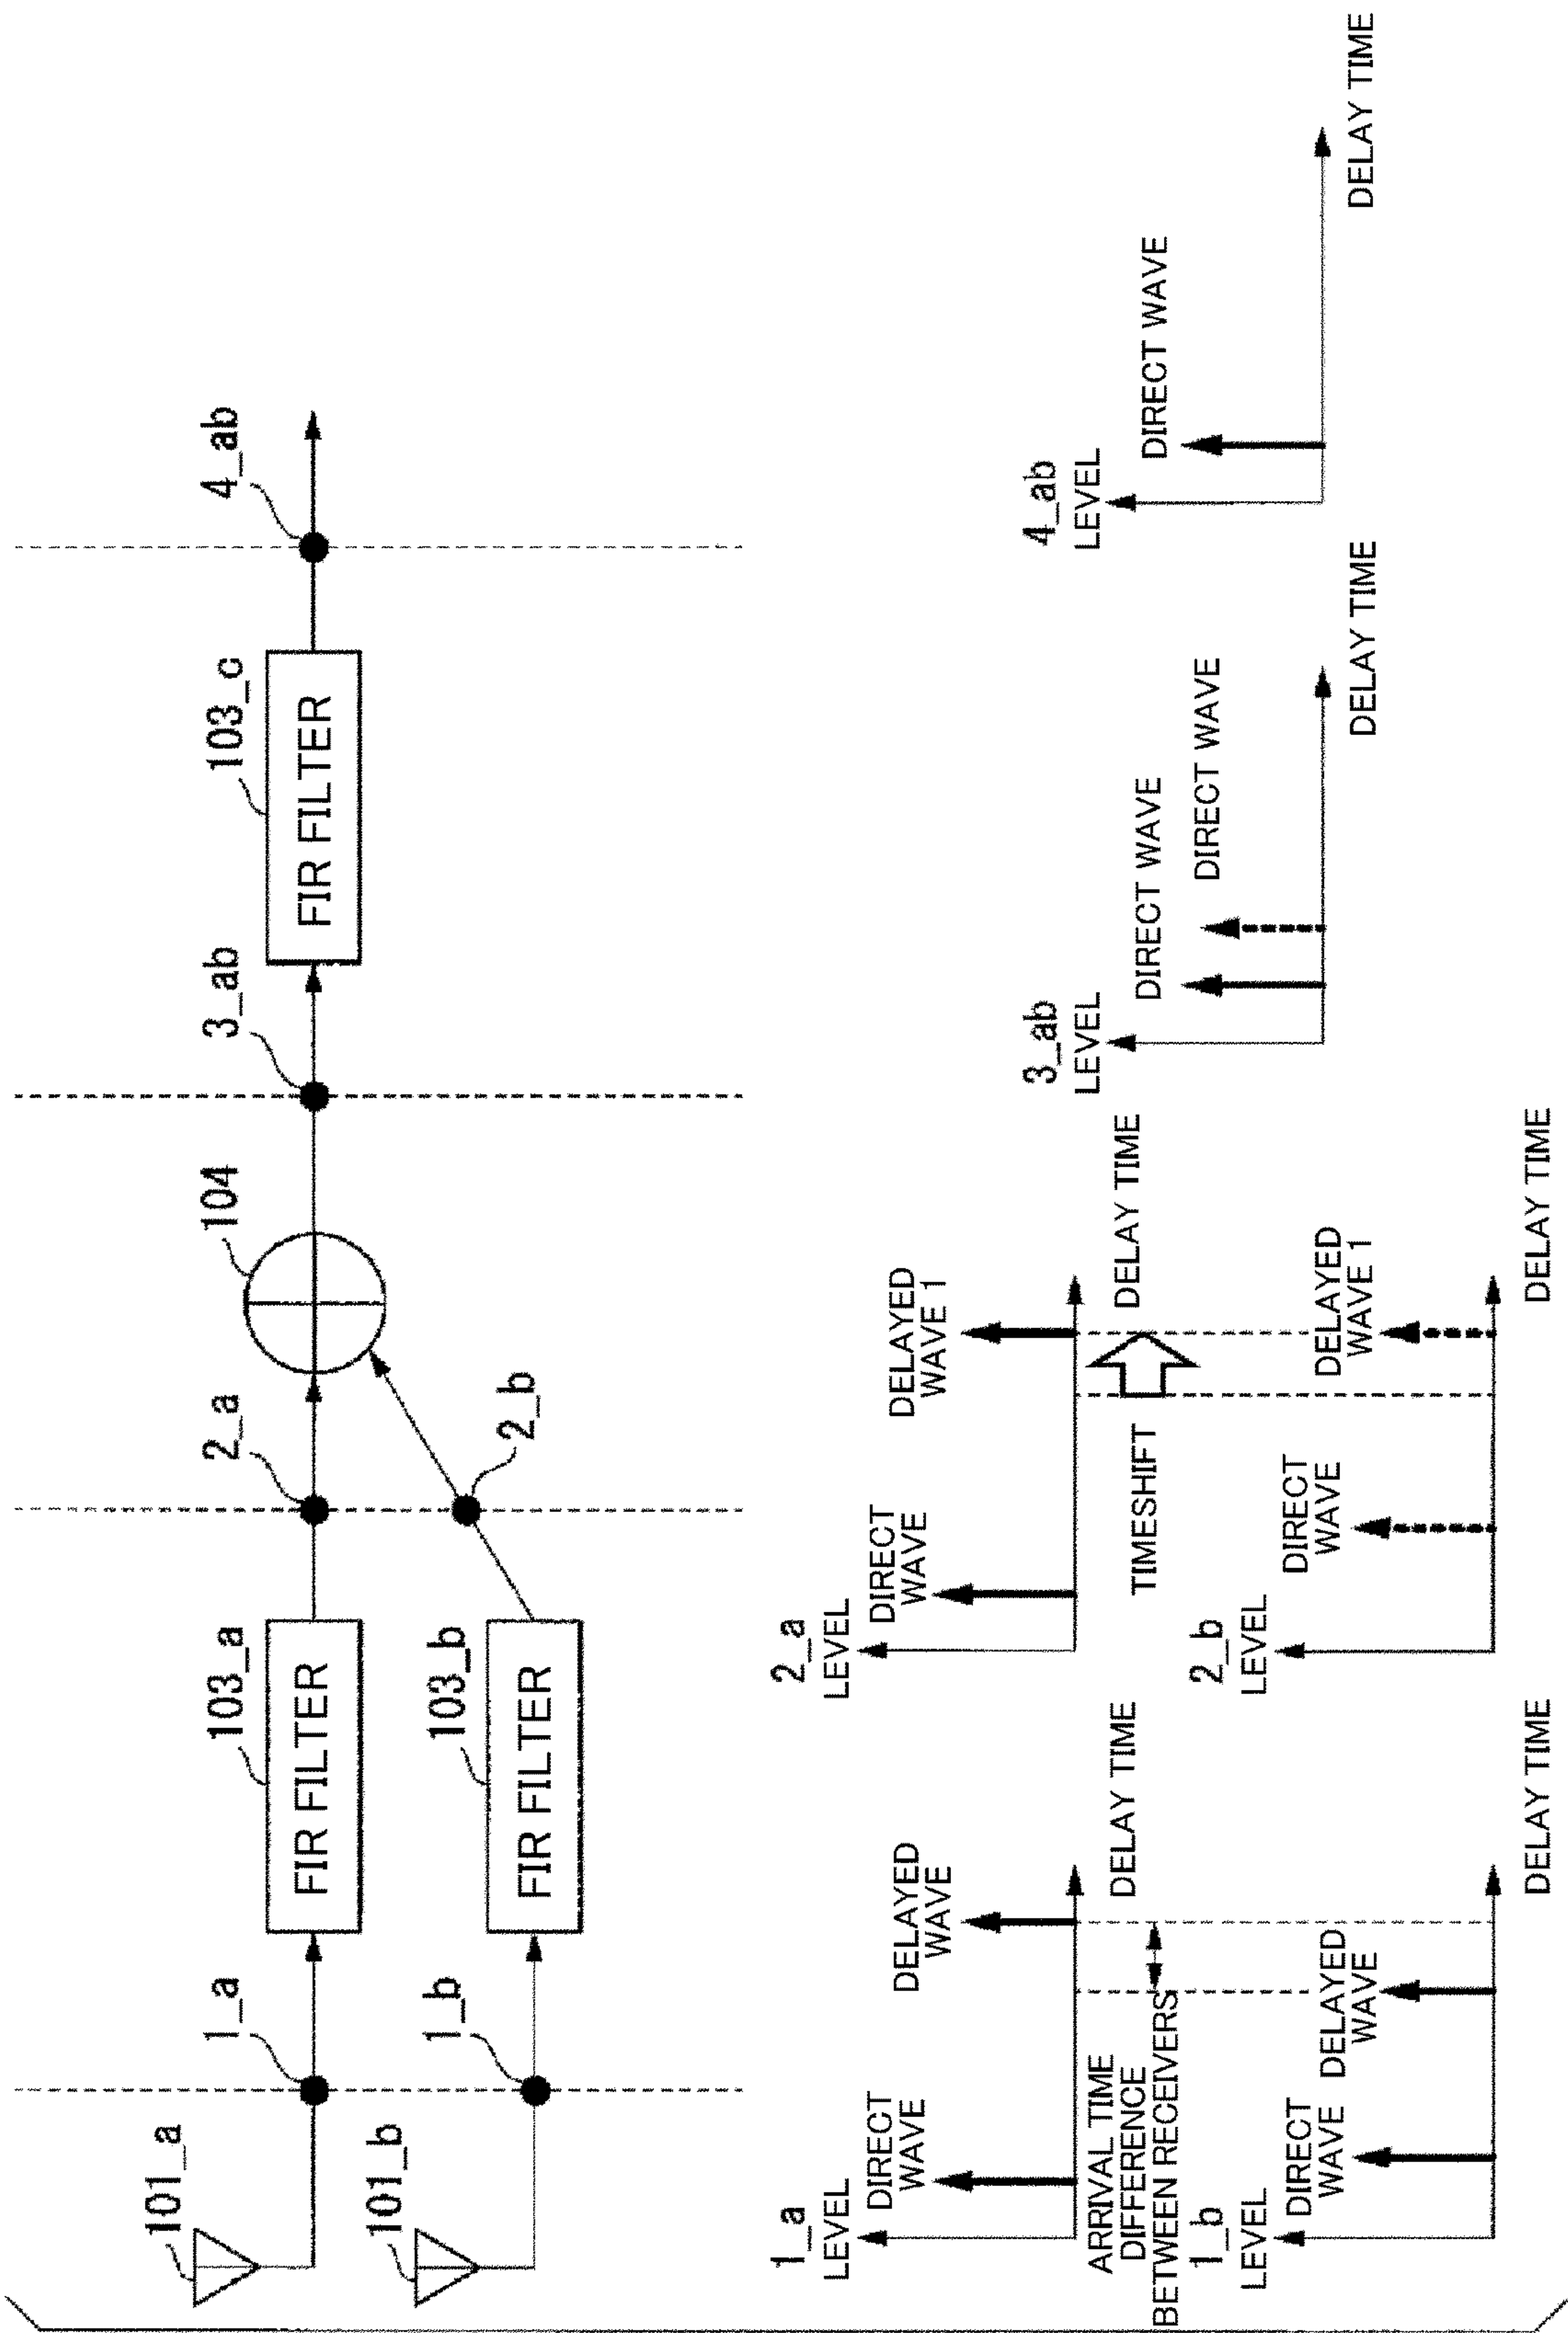 101_a
1_a
103_a
FIR FILTER
2_a
104
3_ab
103_c
FIR FILTER
4_ab
101_b
1_b
103_b
FIR FILTER
2_b
1_a
LEVEL
DIRECT
WAVE
DELAYED
WAVE
DELAY TIME
ARRIVAL TIME
DIFFERENCE
BETWEEN RECEIVERS
1_b
LEVEL
DIRECT
WAVE
DELAYED
WAVE
DELAY TIME
2_a
LEVEL
DIRECT
WAVE
DELAYED
WAVE 1
DELAY TIME
TIMESHIFT
2_b
LEVEL
DIRECT
WAVE
DELAYED
WAVE 1
DELAY TIME
3_ab
LEVEL
DIRECT WAVE
DIRECT WAVE
DELAY TIME
4_ab
LEVEL
DIRECT WAVE
DELAY TIME